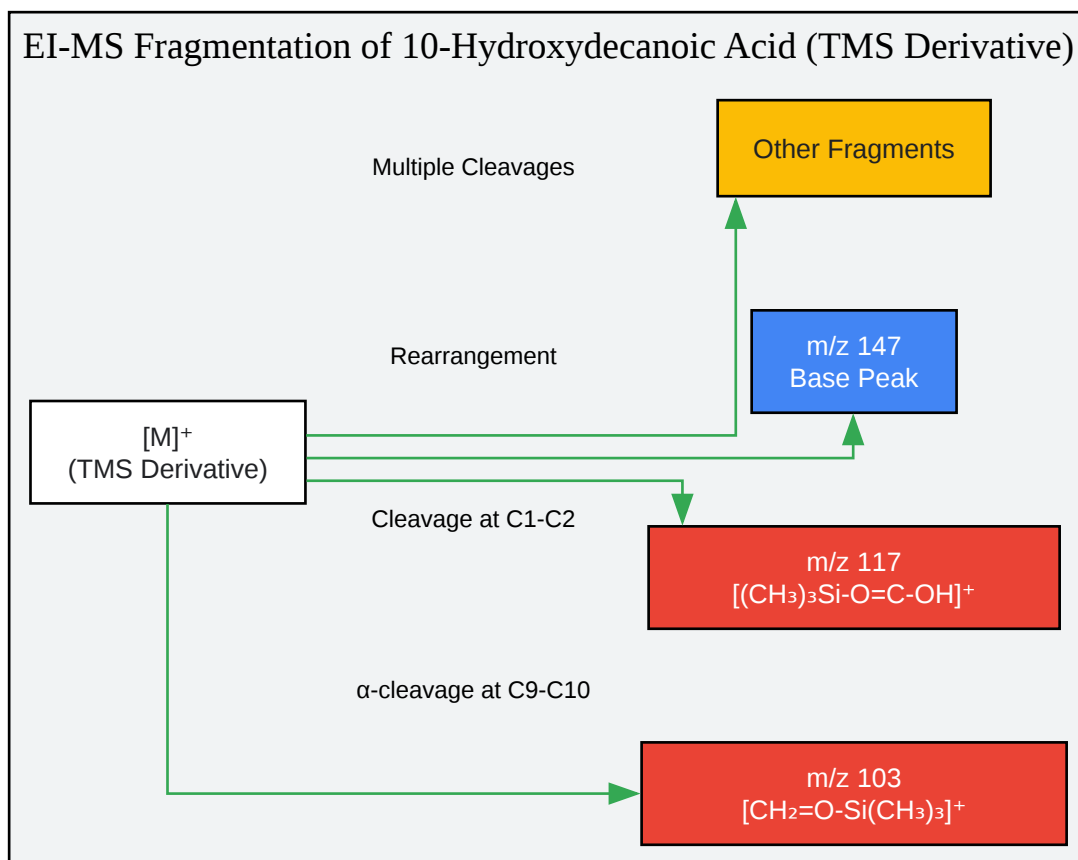 EI-MS Fragmentation of 10-Hydroxydecanoic Acid (TMS Derivative)
Other Fragments
Multiple Cleavages
m/z 147
Base Peak
Rearrangement
[M]⁺
(TMS Derivative)
Cleavage at C1-C2
m/z 117
[(CH₃)₃Si-O=C-OH]⁺
α-cleavage at C9-C10
m/z 103
[CH₂=O-Si(CH₃)₃]⁺